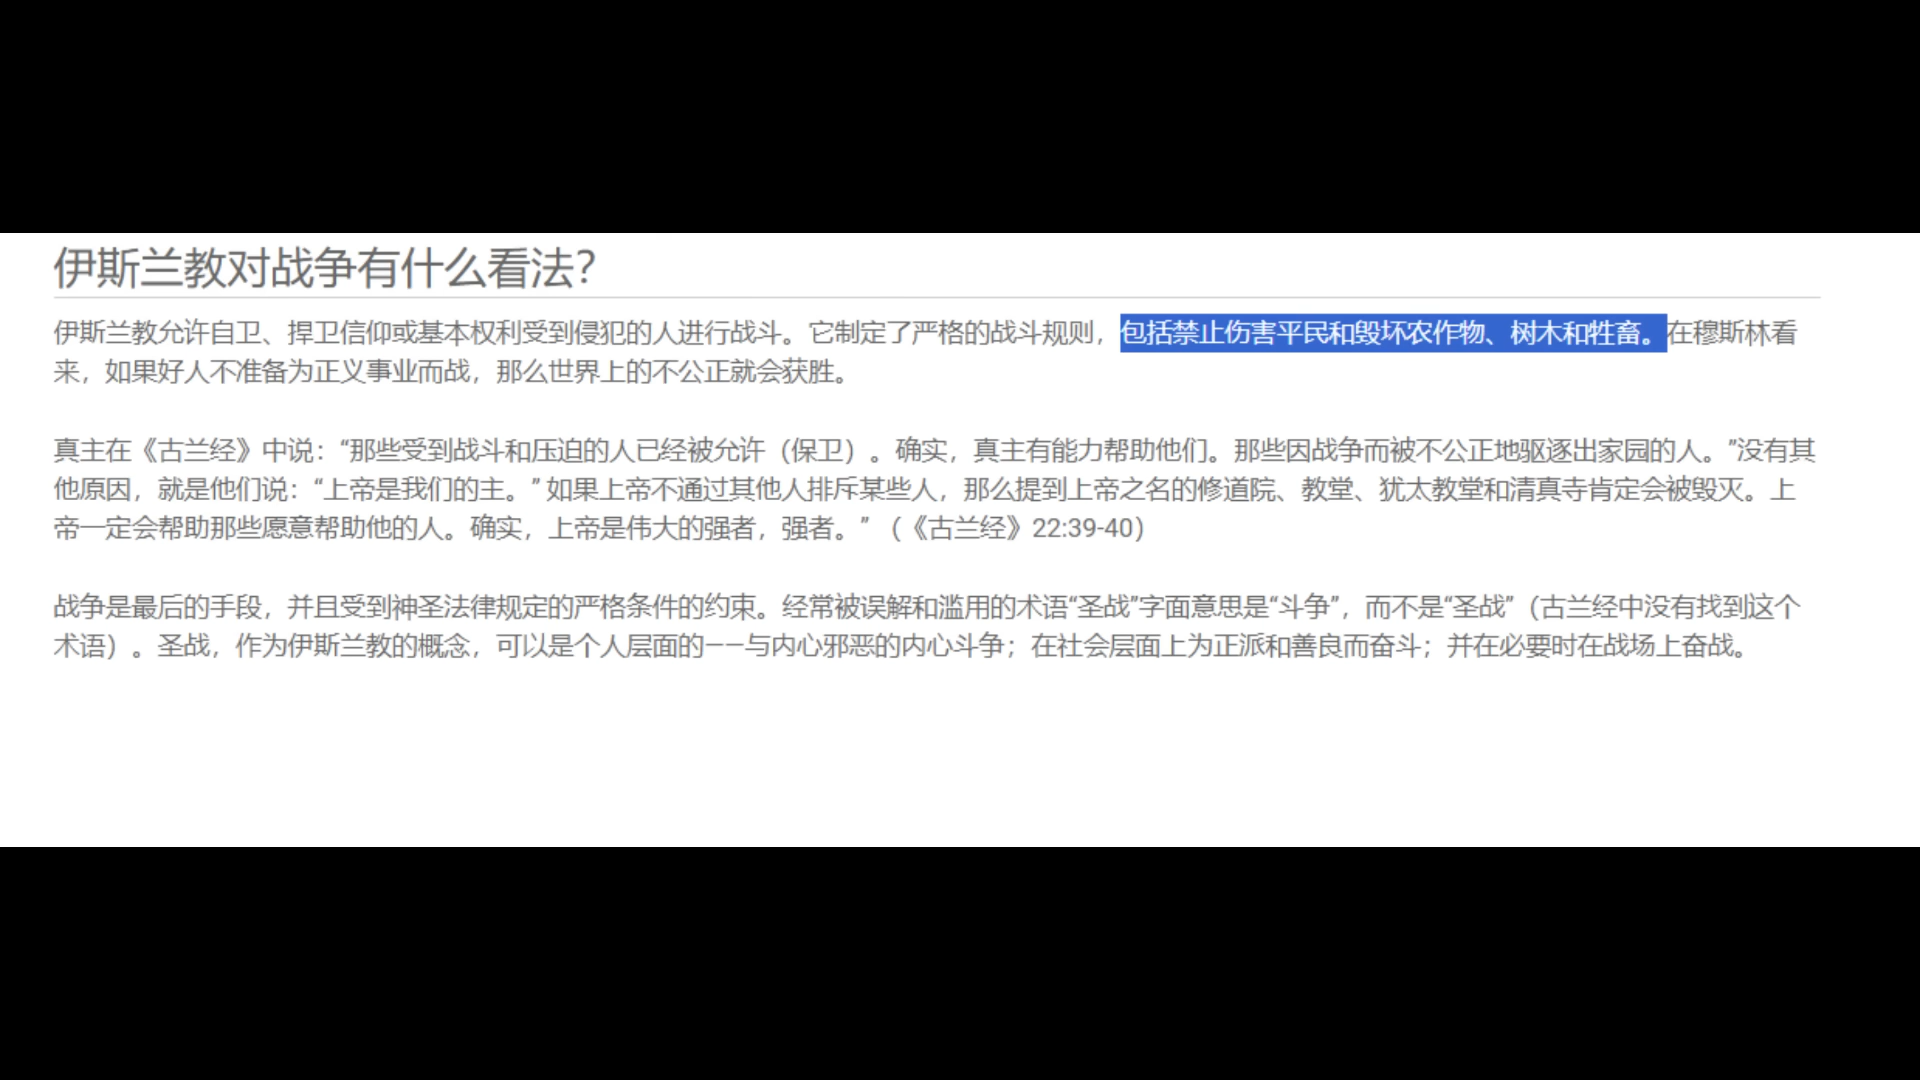 伊斯兰教对战争有什么看法?
伊斯兰教允许自卫、捍卫信仰或基本权利受到侵犯的人进行战斗。它制定了严格的战斗规则，包括禁止伤害平民和毁坏农作物、树木和牲畜。在穆斯林看
来，如果好人不准备为正义事业而战，那么世界上的不公正就会获胜。
真主在《古兰经》中说：“那些受到战斗和压迫的人已经被允许（保卫）。确实，真主有能力帮助他们。那些因战争而被不公正地驱逐出家园的人。”没有其
他原因，就是他们说：“上帝是我们的主。” 如果上帝不通过其他人排斥某些人，那么提到上帝之名的修道院、教堂、犹太教堂和清真寺肯定会被毁灭。上
帝一定会帮助那些愿意帮助他的人。确实，上帝是伟大的强者，强者。” （《古兰经》22:39-40）
战争是最后的手段，并且受到神圣法律规定的严格条件的约束。经常被误解和滥用的术语“圣战”字面意思是“斗争”，而不是“圣战”（古兰经中没有找到这个
术语）。圣战，作为伊斯兰教的概念，可以是个人层面的——与内心邪恶的内心斗争；在社会层面上为正派和善良而奋斗；并在必要时在战场上奋战。